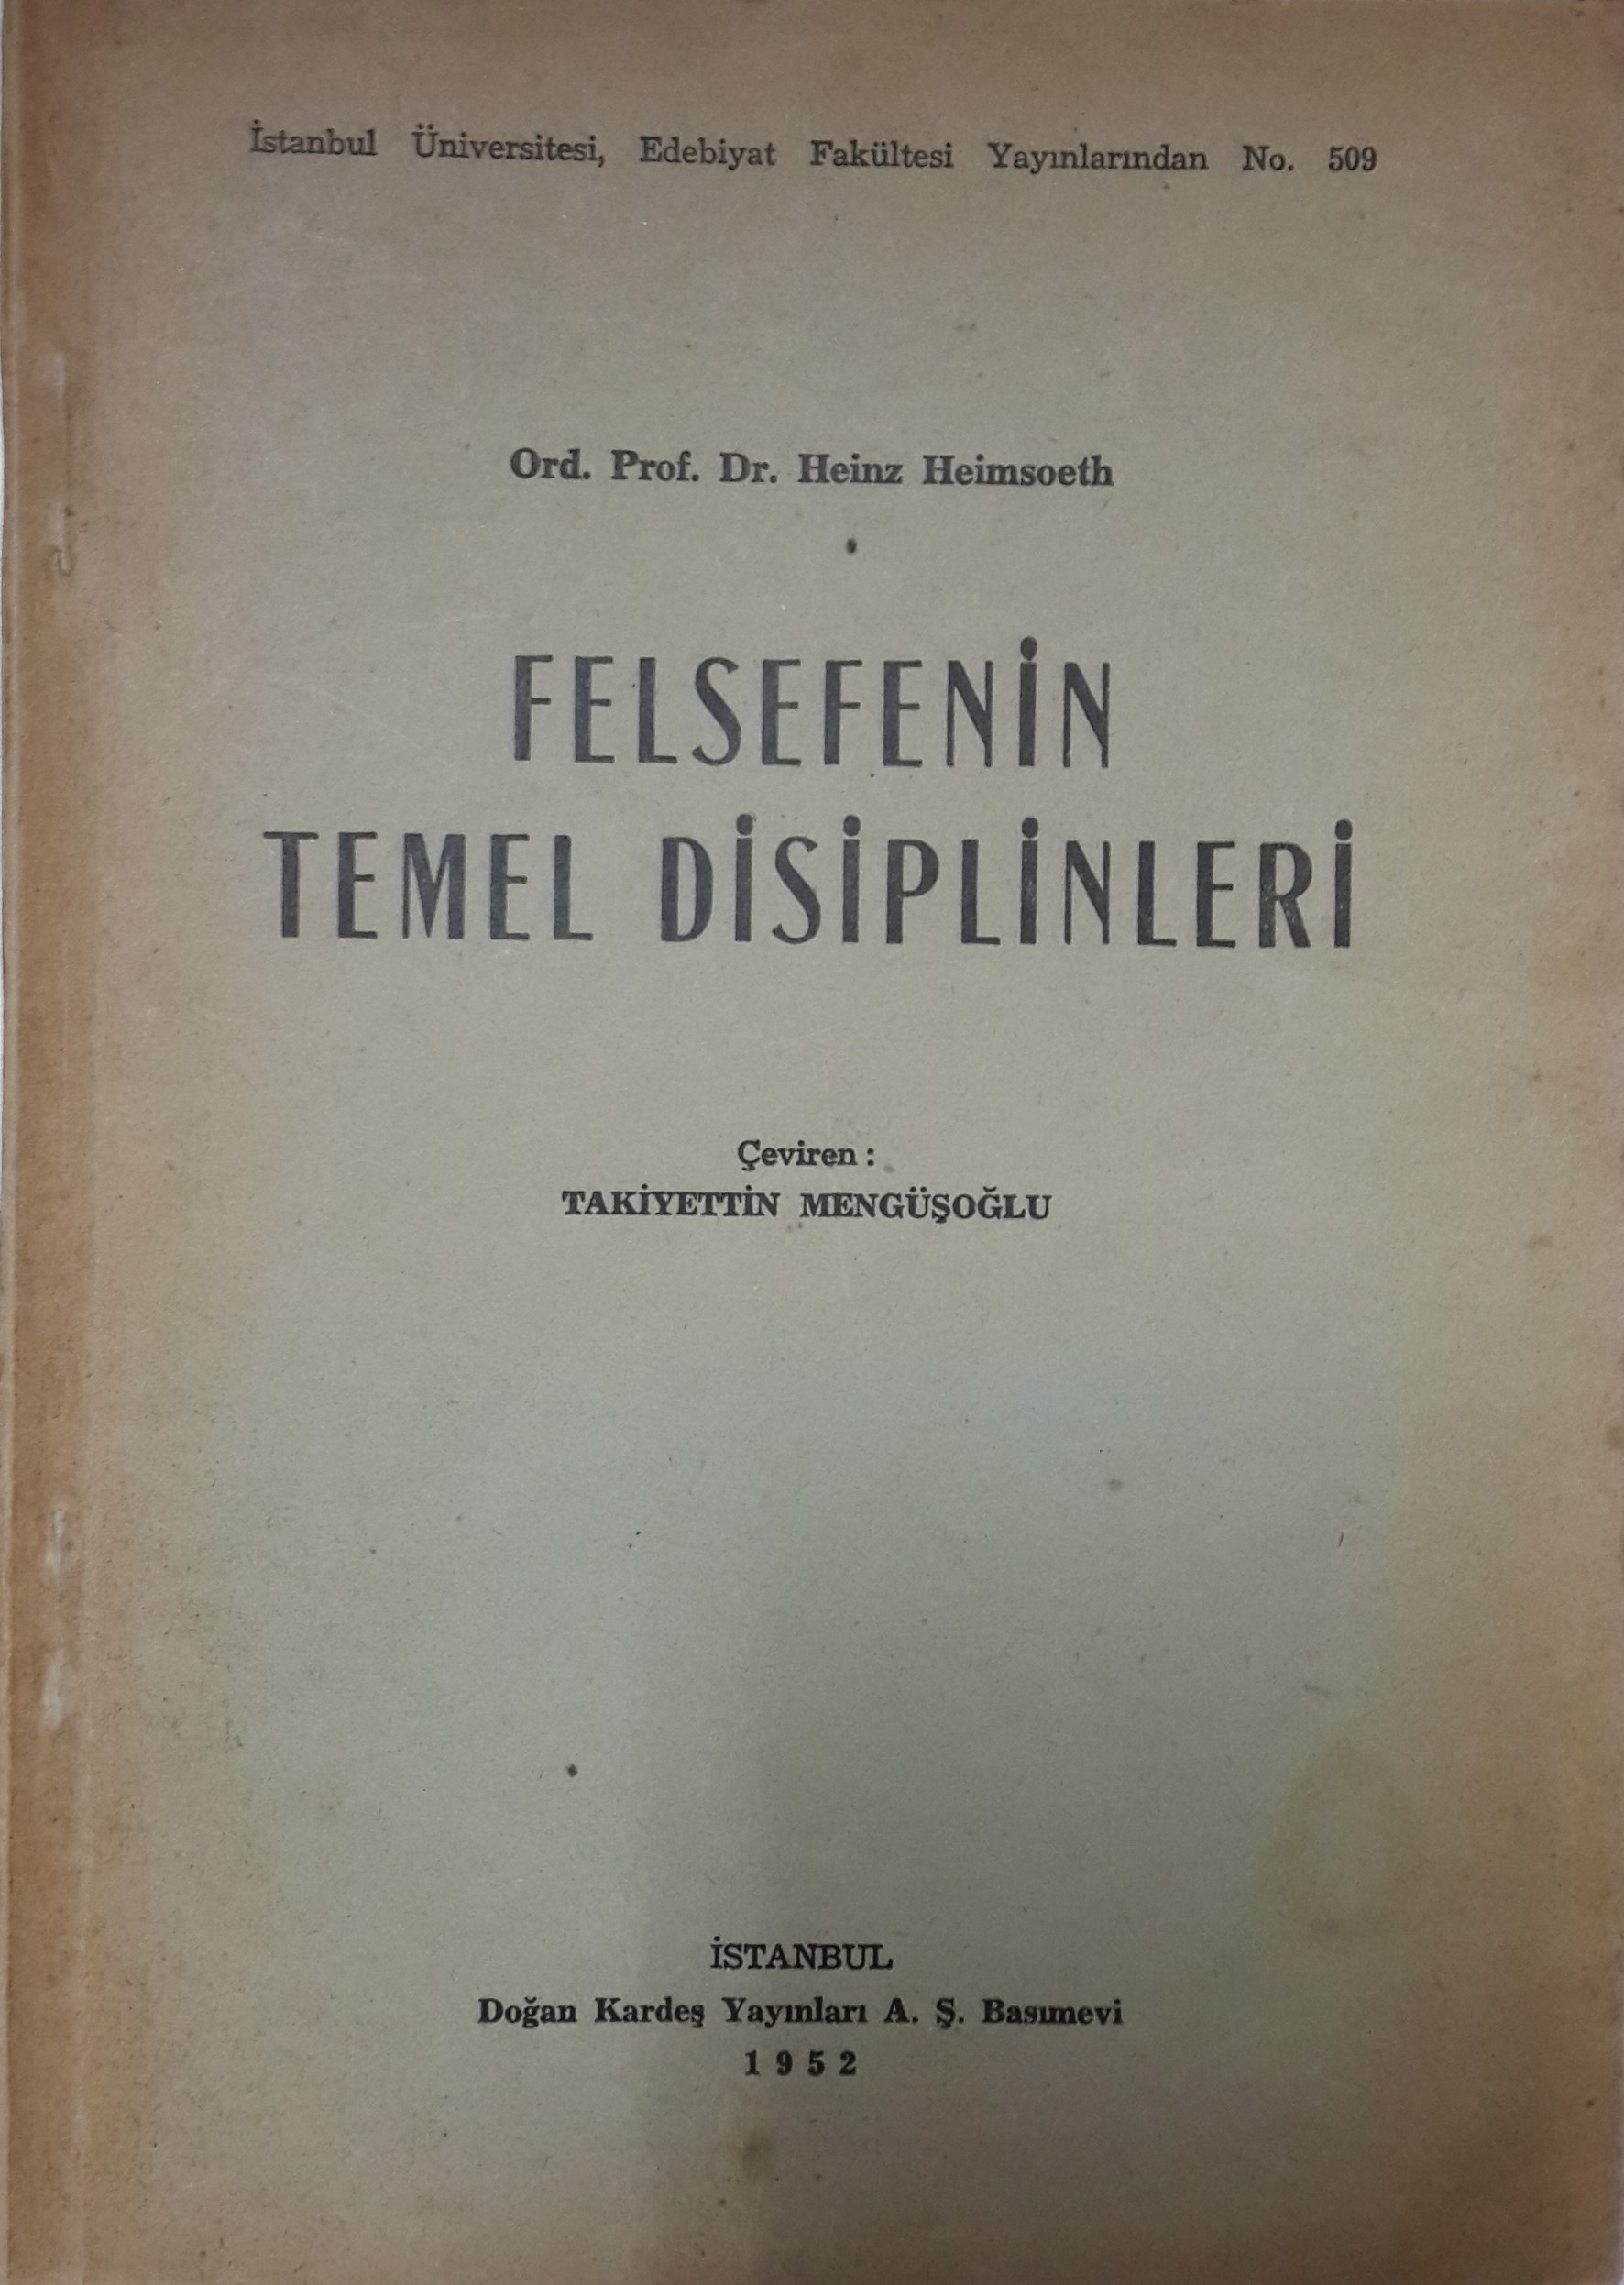 İstanbul Üniversitesi, Edebiyat Fakültesi Yayınlarından No. 509
Ord. Prof. Dr. Heinz Heimsoeth
FELSEFENİN
TEMEL DİSİPLİNLERİ
Çeviren :
TAKİYETTİN MENGÜŞOĞLU
İSTANBUL
Doğan Kardeş Yayınları A. Ş. Basımevi
1952